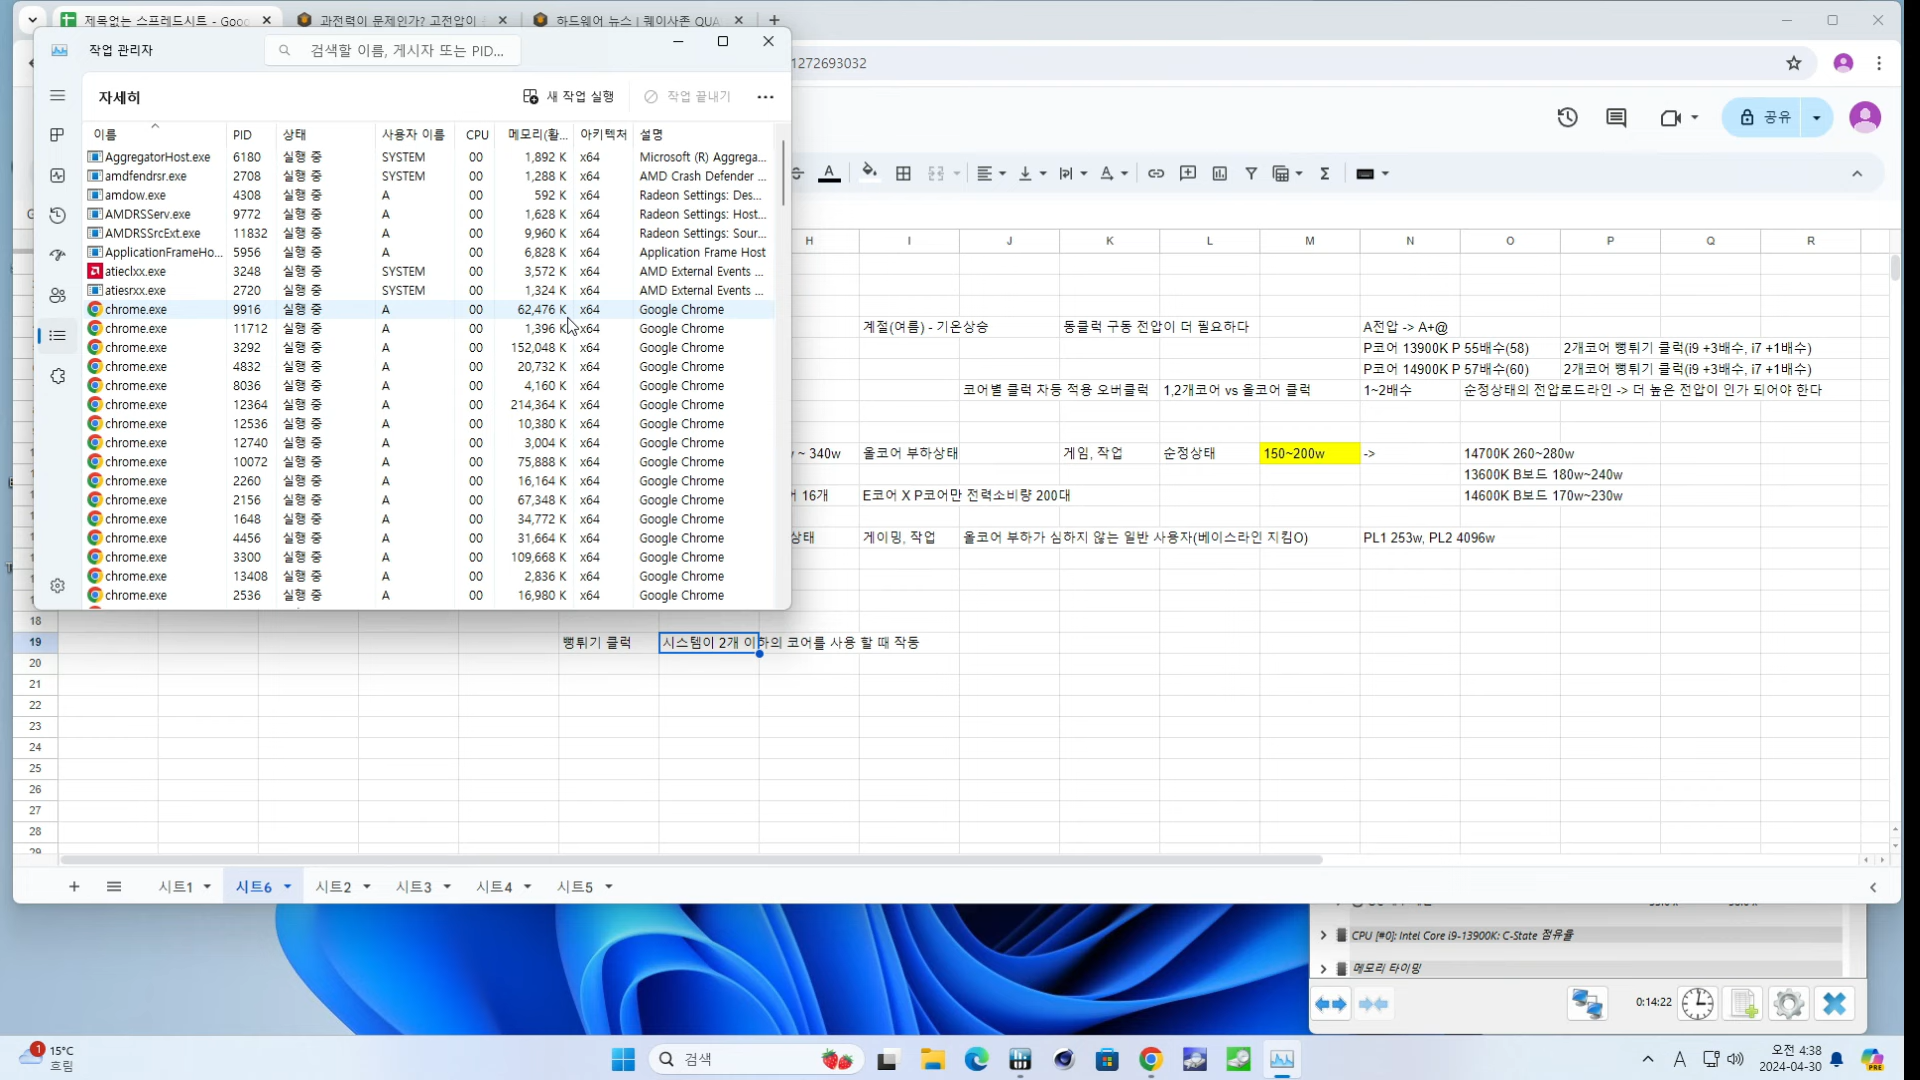 제목없는 스프레드시트 - Goo
과전력이 문제인가? 고전압이
하드웨어 뉴스 | 퀘이사존 QUA
작업 관리자
검색할 이름, 게시자 또는 PID...
1272693032
자세히
새 작업 실행
작업 끝내기
공유
이름 PID 상태 사용자 이름 CPU 메모리(활... 아키텍처 설명
AggregatorHost.exe 6180 실행 중 SYSTEM 00 1,892 K x64 Microsoft (R) Aggrega...
amdfendrsr.exe 2708 실행 중 SYSTEM 00 1,288 K x64 AMD Crash Defender ...
amdow.exe 4308 실행 중 A 00 592 K x64 Radeon Settings: Des...
AMDRSServ.exe 9772 실행 중 A 00 1,628 K x64 Radeon Settings: Host...
AMDRSSrcExt.exe 11832 실행 중 A 00 9,960 K x64 Radeon Settings: Sour...
ApplicationFrameHo... 5956 실행 중 A 00 6,828 K x64 Application Frame Host
atieclxx.exe 3248 실행 중 SYSTEM 00 3,572 K x64 AMD External Events ...
atiesrxx.exe 2720 실행 중 SYSTEM 00 1,324 K x64 AMD External Events ...
chrome.exe 9916 실행 중 A 00 62,476 K x64 Google Chrome
chrome.exe 11712 실행 중 A 00 1,396 K x64 Google Chrome
chrome.exe 3292 실행 중 A 00 152,048 K x64 Google Chrome
chrome.exe 4832 실행 중 A 00 20,732 K x64 Google Chrome
chrome.exe 8036 실행 중 A 00 4,160 K x64 Google Chrome
chrome.exe 12364 실행 중 A 00 214,364 K x64 Google Chrome
chrome.exe 12536 실행 중 A 00 10,380 K x64 Google Chrome
chrome.exe 12740 실행 중 A 00 3,004 K x64 Google Chrome
chrome.exe 10072 실행 중 A 00 75,888 K x64 Google Chrome
chrome.exe 2260 실행 중 A 00 16,164 K x64 Google Chrome
chrome.exe 2156 실행 중 A 00 67,348 K x64 Google Chrome
chrome.exe 1648 실행 중 A 00 34,772 K x64 Google Chrome
chrome.exe 4456 실행 중 A 00 31,664 K x64 Google Chrome
chrome.exe 3300 실행 중 A 00 109,668 K x64 Google Chrome
chrome.exe 13408 실행 중 A 00 2,836 K x64 Google Chrome
chrome.exe 2536 실행 중 A 00 16,980 K x64 Google Chrome
H I J K L M N O P Q R
계절(여름) - 기온상승 동클럭 구동 전압이 더 필요하다 A전압 -> A+@
P코어 13900K P 55배수(58) 2개코어 뻥튀기 클럭(i9 +3배수, i7 +1배수)
P코어 14900K P 57배수(60) 2개코어 뻥튀기 클럭(i9 +3배수, i7 +1배수)
코어별 클럭 자동 적용 오버클럭 1,2개코어 vs 올코어 클럭 1~2배수 순정상태의 전압로드라인 -> 더 높은 전압이 인가 되어야 한다
~ 340w 올코어 부하상태 게임, 작업 순정상태 150~200w -> 14700K 260~280w
13600K B보드 180w~240w
16개 E코어 X P코어만 전력소비량 200대 14600K B보드 170w~230w
상태 게이밍, 작업 올코어 부하가 심하지 않는 일반 사용자(베이스라인 지킴O) PL1 253w, PL2 4096w
18
19 뻥튀기 클럭 시스템이 2개 이하의 코어를 사용 할 때 작동
20
21
22
23
24
25
26
27
28
29
시트1 시트6 시트2 시트3 시트4 시트5
CPU [#0]: Intel Core i9-13900K: C-State 점유율
메모리 타이밍
0:14:22
1
15°C
흐림
검색
A
오전 4:38
2024-04-30
PRE